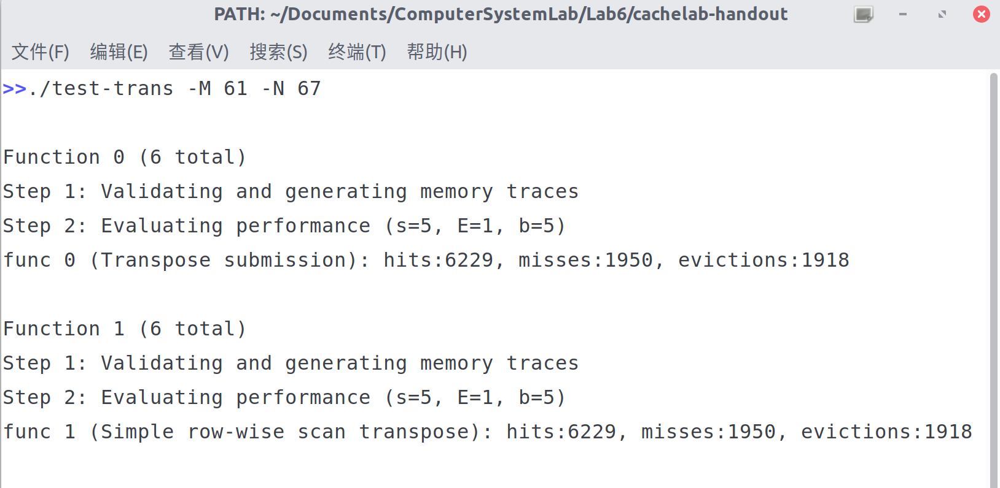 PATH: ~/Documents/ComputerSystemLab/Lab6/cachelab-handout
文件(F) 编辑(E) 查看(V) 搜索(S) 终端(T) 帮助(H)
>>./test-trans -M 61 -N 67
Function 0 (6 total)
Step 1: Validating and generating memory traces
Step 2: Evaluating performance (s=5, E=1, b=5)
func 0 (Transpose submission): hits:6229, misses:1950, evictions:1918
Function 1 (6 total)
Step 1: Validating and generating memory traces
Step 2: Evaluating performance (s=5, E=1, b=5)
func 1 (Simple row-wise scan transpose): hits:6229, misses:1950, evictions:1918